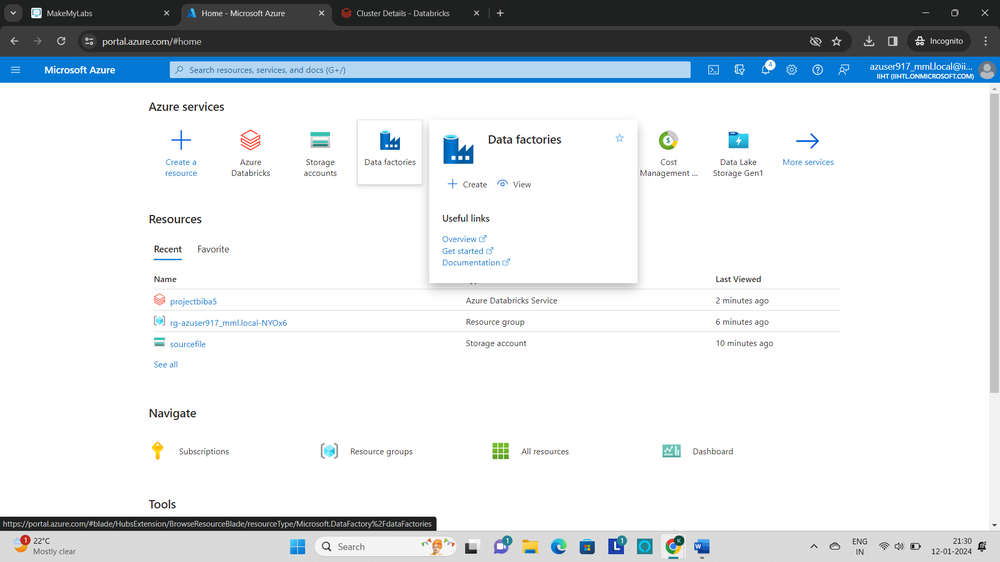 MakeMyLabs
Home - Microsoft Azure
Cluster Details - Databricks
portal.azure.com/#home
Incognito
Microsoft Azure
Search resources, services, and docs (G+/)
4
azuser917_mml.local@ii...
IIHT (IIHTL.ONMICROSOFT.COM)
Azure services
Create a
resource
Azure
Databricks
Storage
accounts
Data factories
Data factories
Create
View
Useful links
Overview
Get started
Documentation
Cost
Management ...
Data Lake
Storage Gen1
More services
Resources
Recent
Favorite
Name
Last Viewed
projectbiba5
Azure Databricks Service
2 minutes ago
rg-azuser917_mml.local-NYOx6
Resource group
6 minutes ago
sourcefile
Storage account
10 minutes ago
See all
Navigate
Subscriptions
Resource groups
All resources
Dashboard
Tools
https://portal.azure.com/#blade/HubsExtension/BrowseResourceBlade/resourceType/Microsoft.DataFactory%2FdataFactories
1
22°C
Mostly clear
Search
1
L
1
K
W
ENG
IN
21:30
12-01-2024